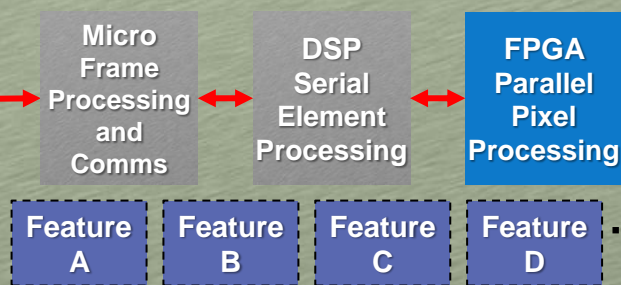 Micro
Frame
Processing
and
Comms
DSP
Serial
Element
Processing
FPGA
Parallel
Pixel
Processing
Feature
A
Feature
B
Feature
C
Feature
D
.